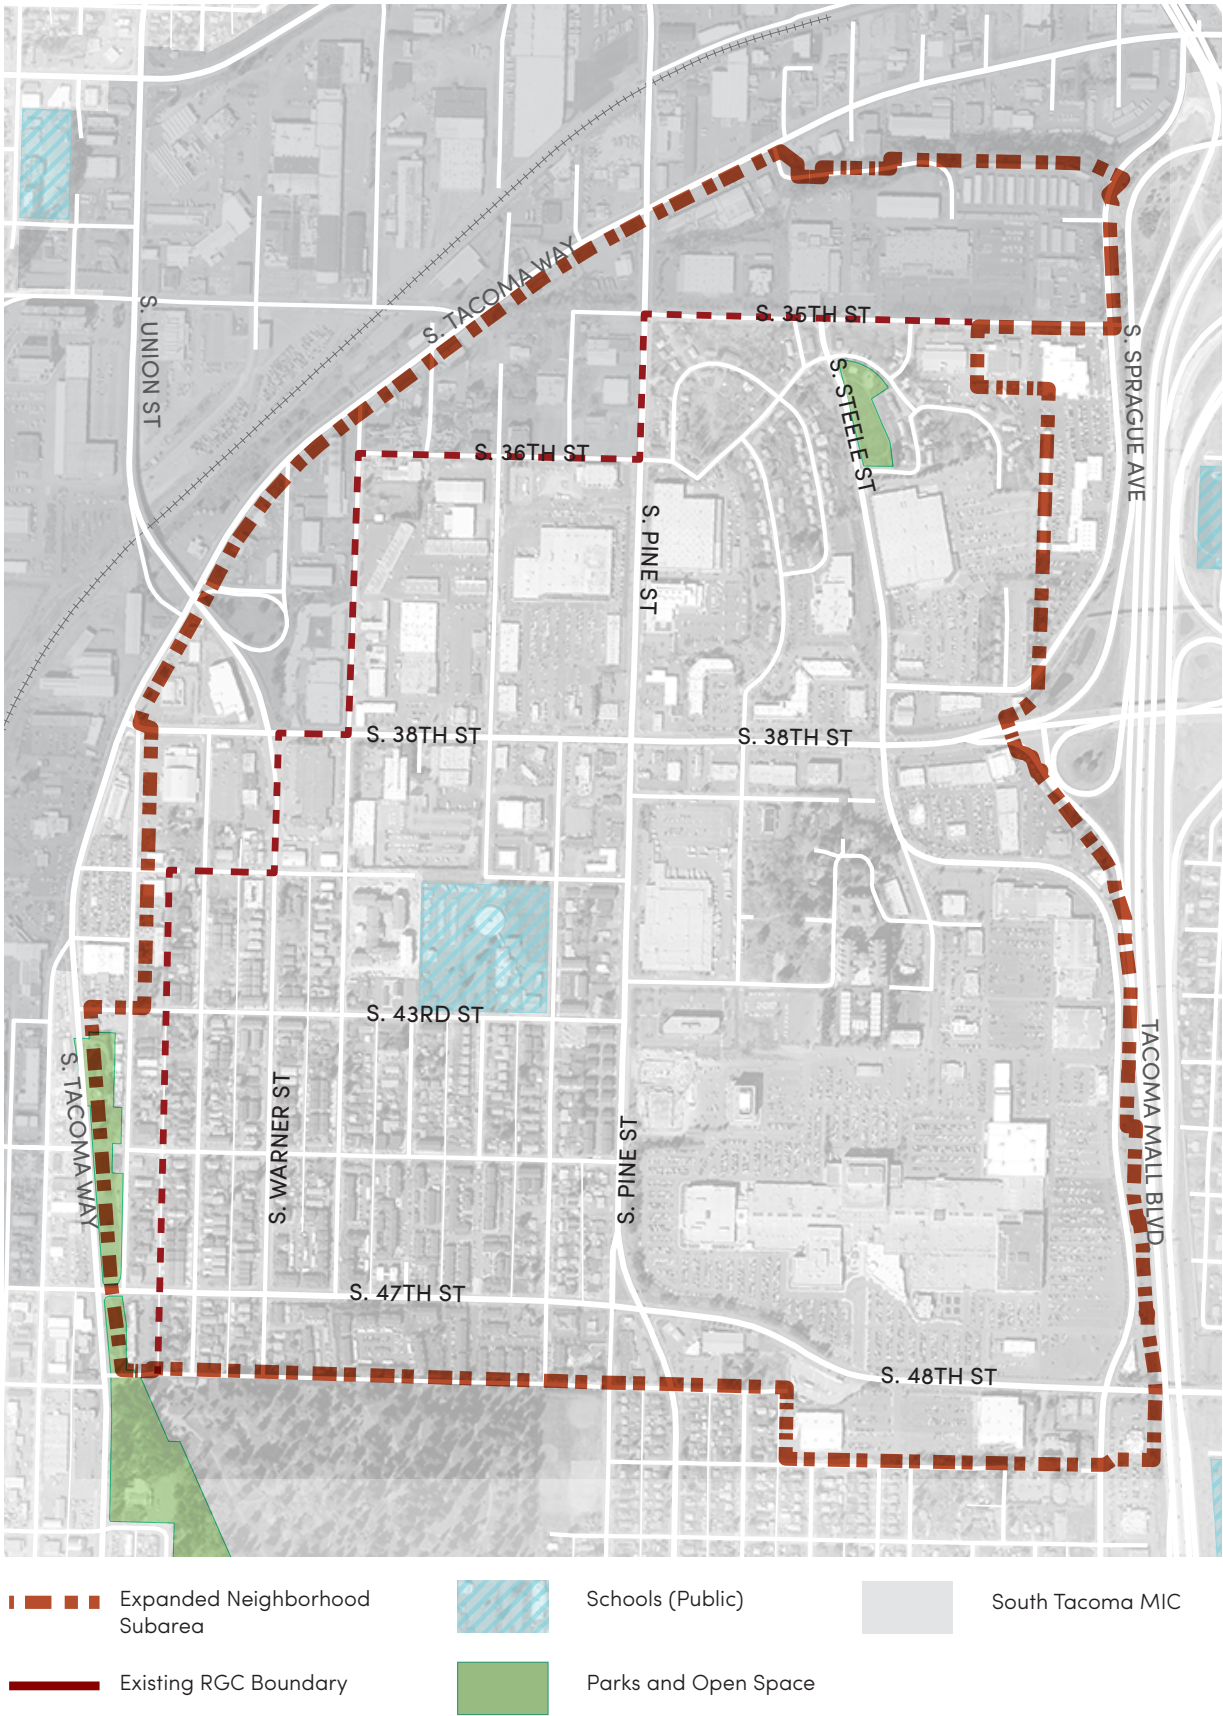 S. TACOMA WAY
S. UNION ST
S. 35TH ST
S. SPRAGUE AVE
S. STEELE ST
S. 36TH ST
S. PINE ST
S. 38TH ST
S. 38TH ST
S. 43RD ST
S. TACOMA WAY
S. WARNER ST
S. PINE ST
TACOMA MALL BLVD
S. 47TH ST
S. 48TH ST
Expanded Neighborhood
Subarea
Schools (Public)
South Tacoma MIC
Existing RGC Boundary
Parks and Open Space